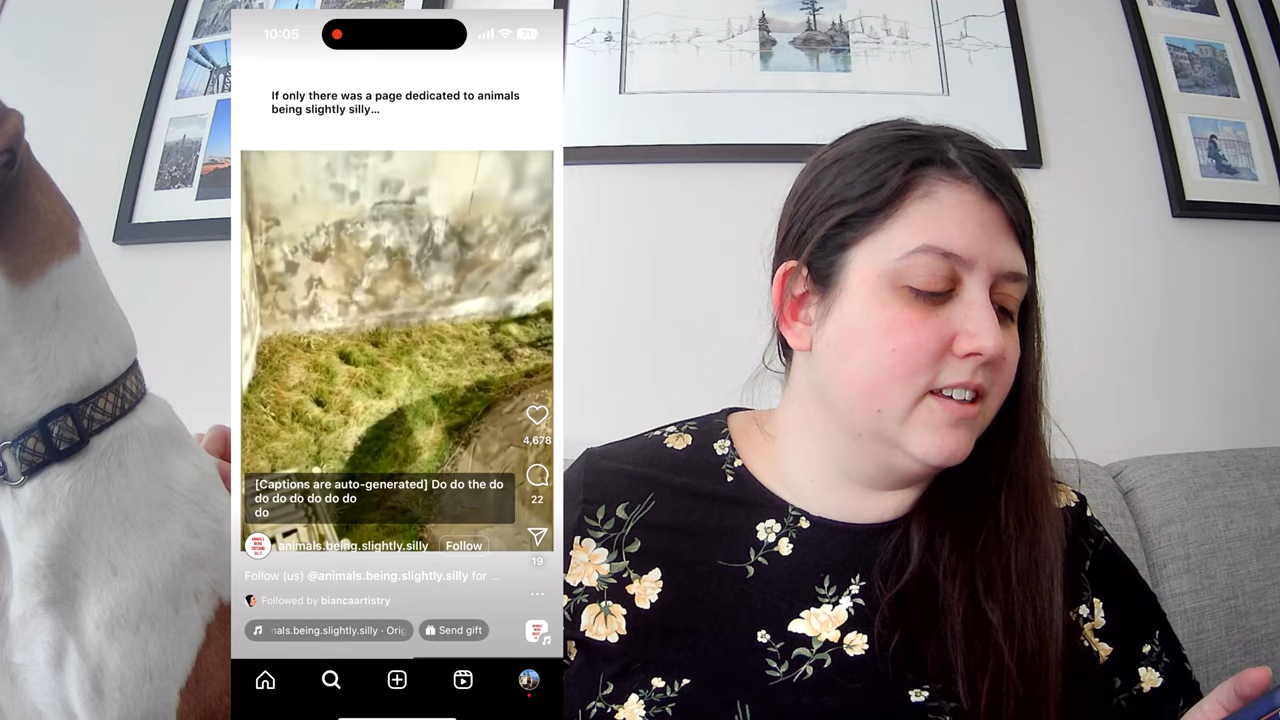 10:05
71
If only there was a page dedicated to animals
being slightly silly...
4,678
[Captions are auto-generated] Do do the do
do do do do do do do
do
22
animals.being.slightly.silly
Follow
19
Follow (us) @animals.being.slightly.silly for ...
Followed by biancaartistry
nals.being.slightly.silly · Orig
Send gift